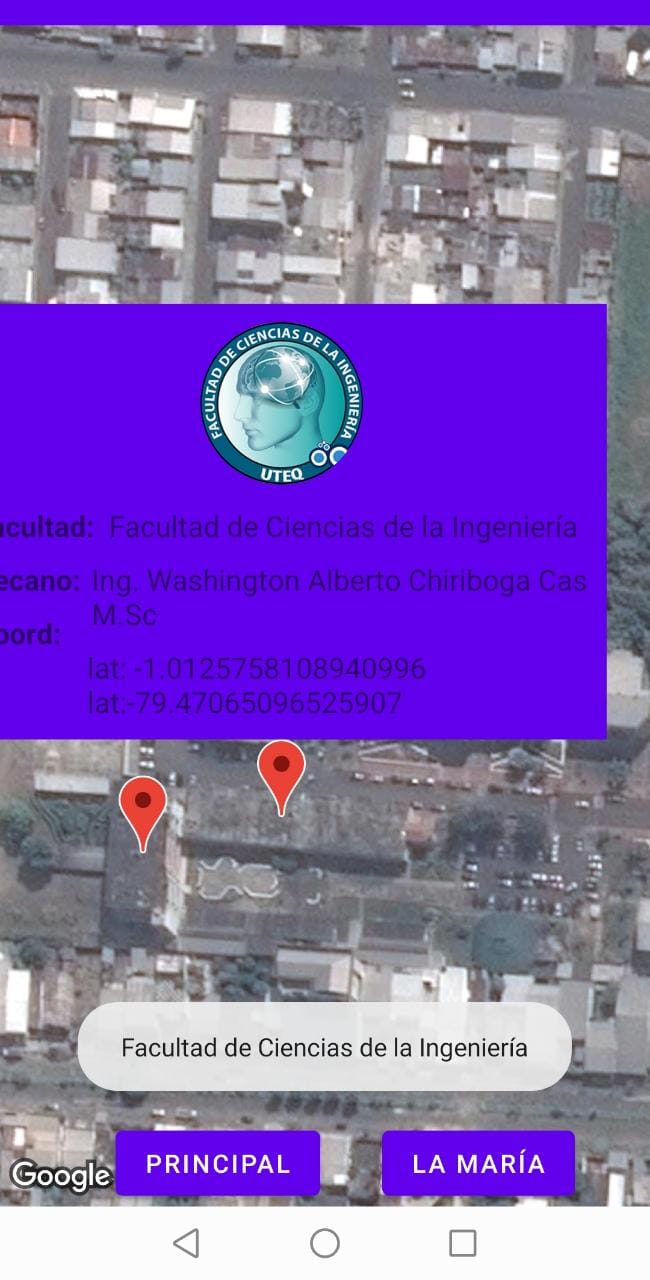 FACULTAD DE CIENCIAS DE LA INGENIERÍA
UTEQ
acultad: Facultad de Ciencias de la Ingeniería
ecano: Ing. Washington Alberto Chiriboga Cas
M.Sc
oord:
lat: -1.0125758108940996
lat:-79.47065096525907
Facultad de Ciencias de la Ingeniería
PRINCIPAL
LA MARÍA
Google